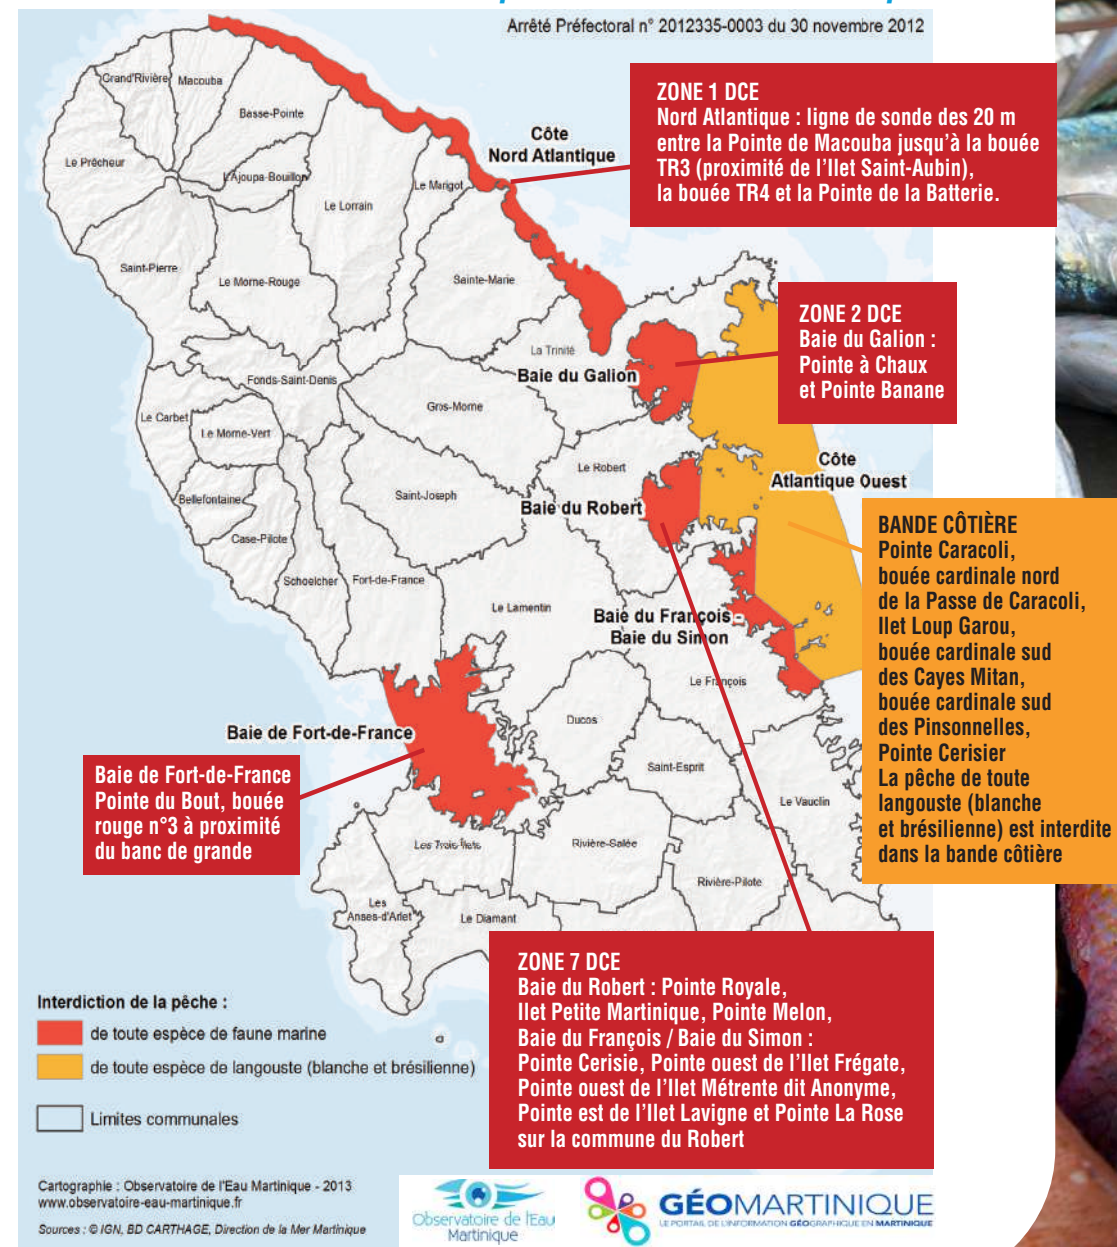 Arrêté Préfectoral n° 2012335-0003 du 30 novembre 2012
ZONE 1 DCE
Nord Atlantique : ligne de sonde des 20 m
entre la Pointe de Macouba jusqu'à la bouée
TR3 (proximité de l'Ilet Saint-Aubin),
la bouée TR4 et la Pointe de la Batterie.
Grand'Rivière
Macouba
Basse-Pointe
Côte
Nord Atlantique
Le Prêcheur
L'Ajoupa-Bouillon
Le Marigot
Le Lorrain
Saint-Pierre
Le Morne-Rouge
Sainte-Marie
ZONE 2 DCE
Baie du Galion :
Pointe à Chaux
et Pointe Banane
La Trinité
Baie du Galion
Fonds-Saint-Denis
Gros-Morne
Le Carbet
Le Morne-Vert
Le Robert
Côte
Atlantique Ouest
Bellefontaine
Saint-Joseph
Baie du Robert
Case-Pilote
Schoelcher
Fort-de-France
BANDE CÔTIÈRE
Pointe Caracoli,
bouée cardinale nord
de la Passe de Caracoli,
Ilet Loup Garou,
bouée cardinale sud
des Cayes Mitan,
bouée cardinale sud
des Pinsonnelles,
Pointe Cerisier
La pêche de toute
langouste (blanche
et brésilienne) est interdite
dans la bande côtière
Le Lamentin
Baie du François -
Baie du Simon
Le François
Ducos
Baie de Fort-de-France
Baie de Fort-de-France
Pointe du Bout, bouée
rouge n°3 à proximité
du banc de grande
Saint-Esprit
Le Vauclin
Les Trois-Ilets
Rivière-Salée
Rivière-Pilote
Les
Anses-d'Arlet
Le Diamant
ZONE 7 DCE
Baie du Robert : Pointe Royale,
Ilet Petite Martinique, Pointe Melon,
Baie du François / Baie du Simon :
Pointe Cerisie, Pointe ouest de l'Ilet Frégate,
Pointe ouest de l'Ilet Métrente dit Anonyme,
Pointe est de l'Ilet Lavigne et Pointe La Rose
sur la commune du Robert
Interdiction de la pêche :
de toute espèce de faune marine
de toute espèce de langouste (blanche et brésilienne)
Limites communales
Cartographie : Observatoire de l'Eau Martinique - 2013
www.observatoire-eau-martinique.fr
Sources : © IGN, BD CARTHAGE, Direction de la Mer Martinique
Observatoire de l'Eau
Martinique
GÉOMARTINIQUE
LE PORTAIL DE L'INFORMATION GÉOGRAPHIQUE EN MARTINIQUE